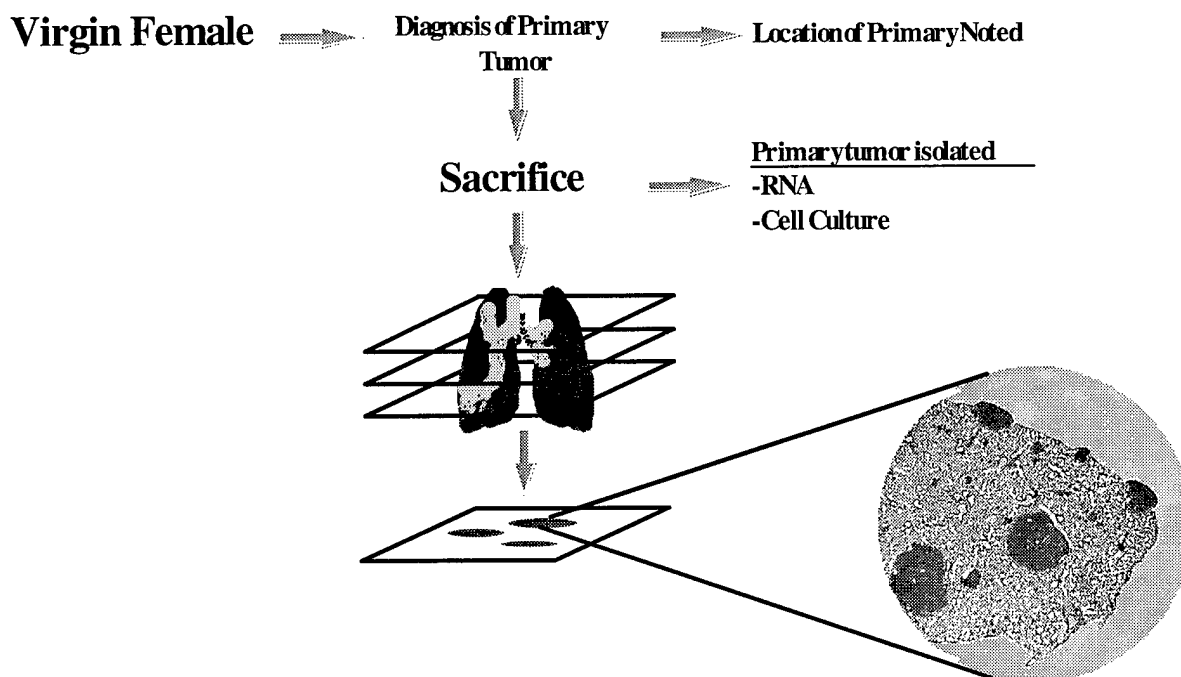 Virgin Female
Diagnosis of Primary
Tumor
Location of Primary Noted
Sacrifice
Primary tumor isolated
-RNA
-Cell Culture